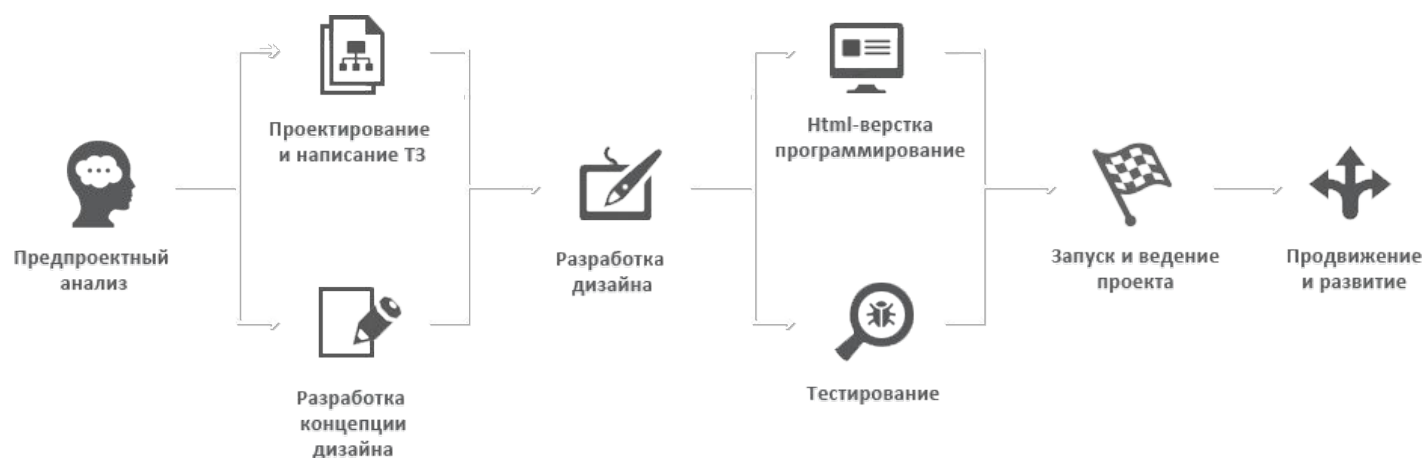 Предпроектный
анализ
Проектирование
и написание ТЗ
Разработка
концепции
дизайна
Разработка
дизайна
Html-верстка
программирование
Тестирование
Запуск и ведение
проекта
Продвижение
и развитие